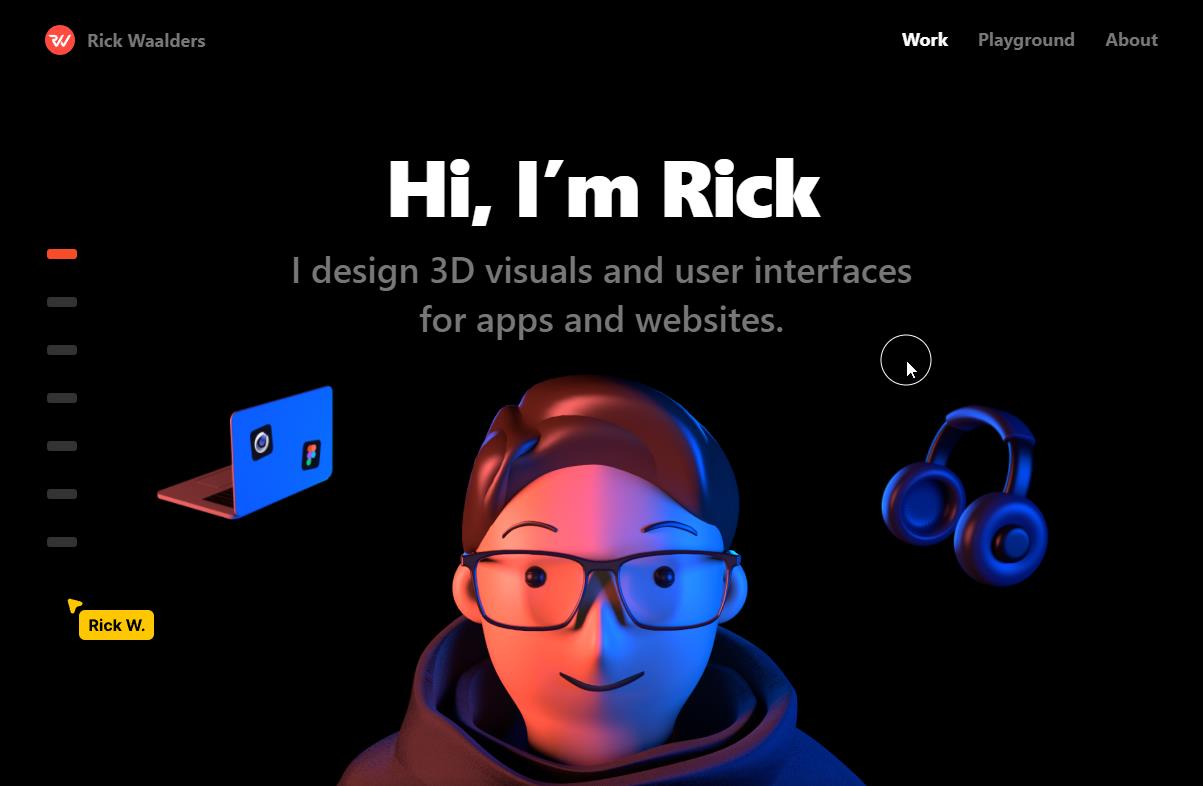 Rick Waalders
Work Playground About
Hi, I’m Rick
I design 3D visuals and user interfaces
for apps and websites.
Rick W.